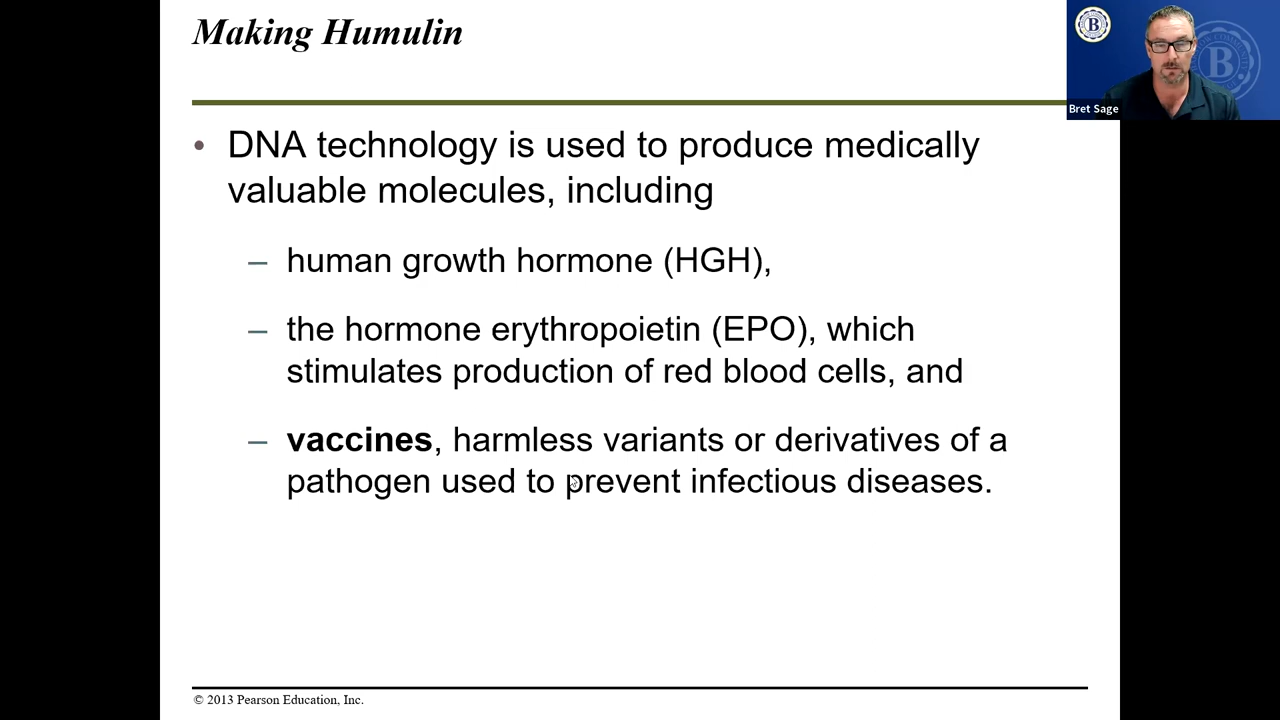 Making Humulin
B
B
Bret Sage
• DNA technology is used to produce medically
valuable molecules, including
– human growth hormone (HGH),
– the hormone erythropoietin (EPO), which
stimulates production of red blood cells, and
– vaccines, harmless variants or derivatives of a
pathogen used to prevent infectious diseases.
© 2013 Pearson Education, Inc.